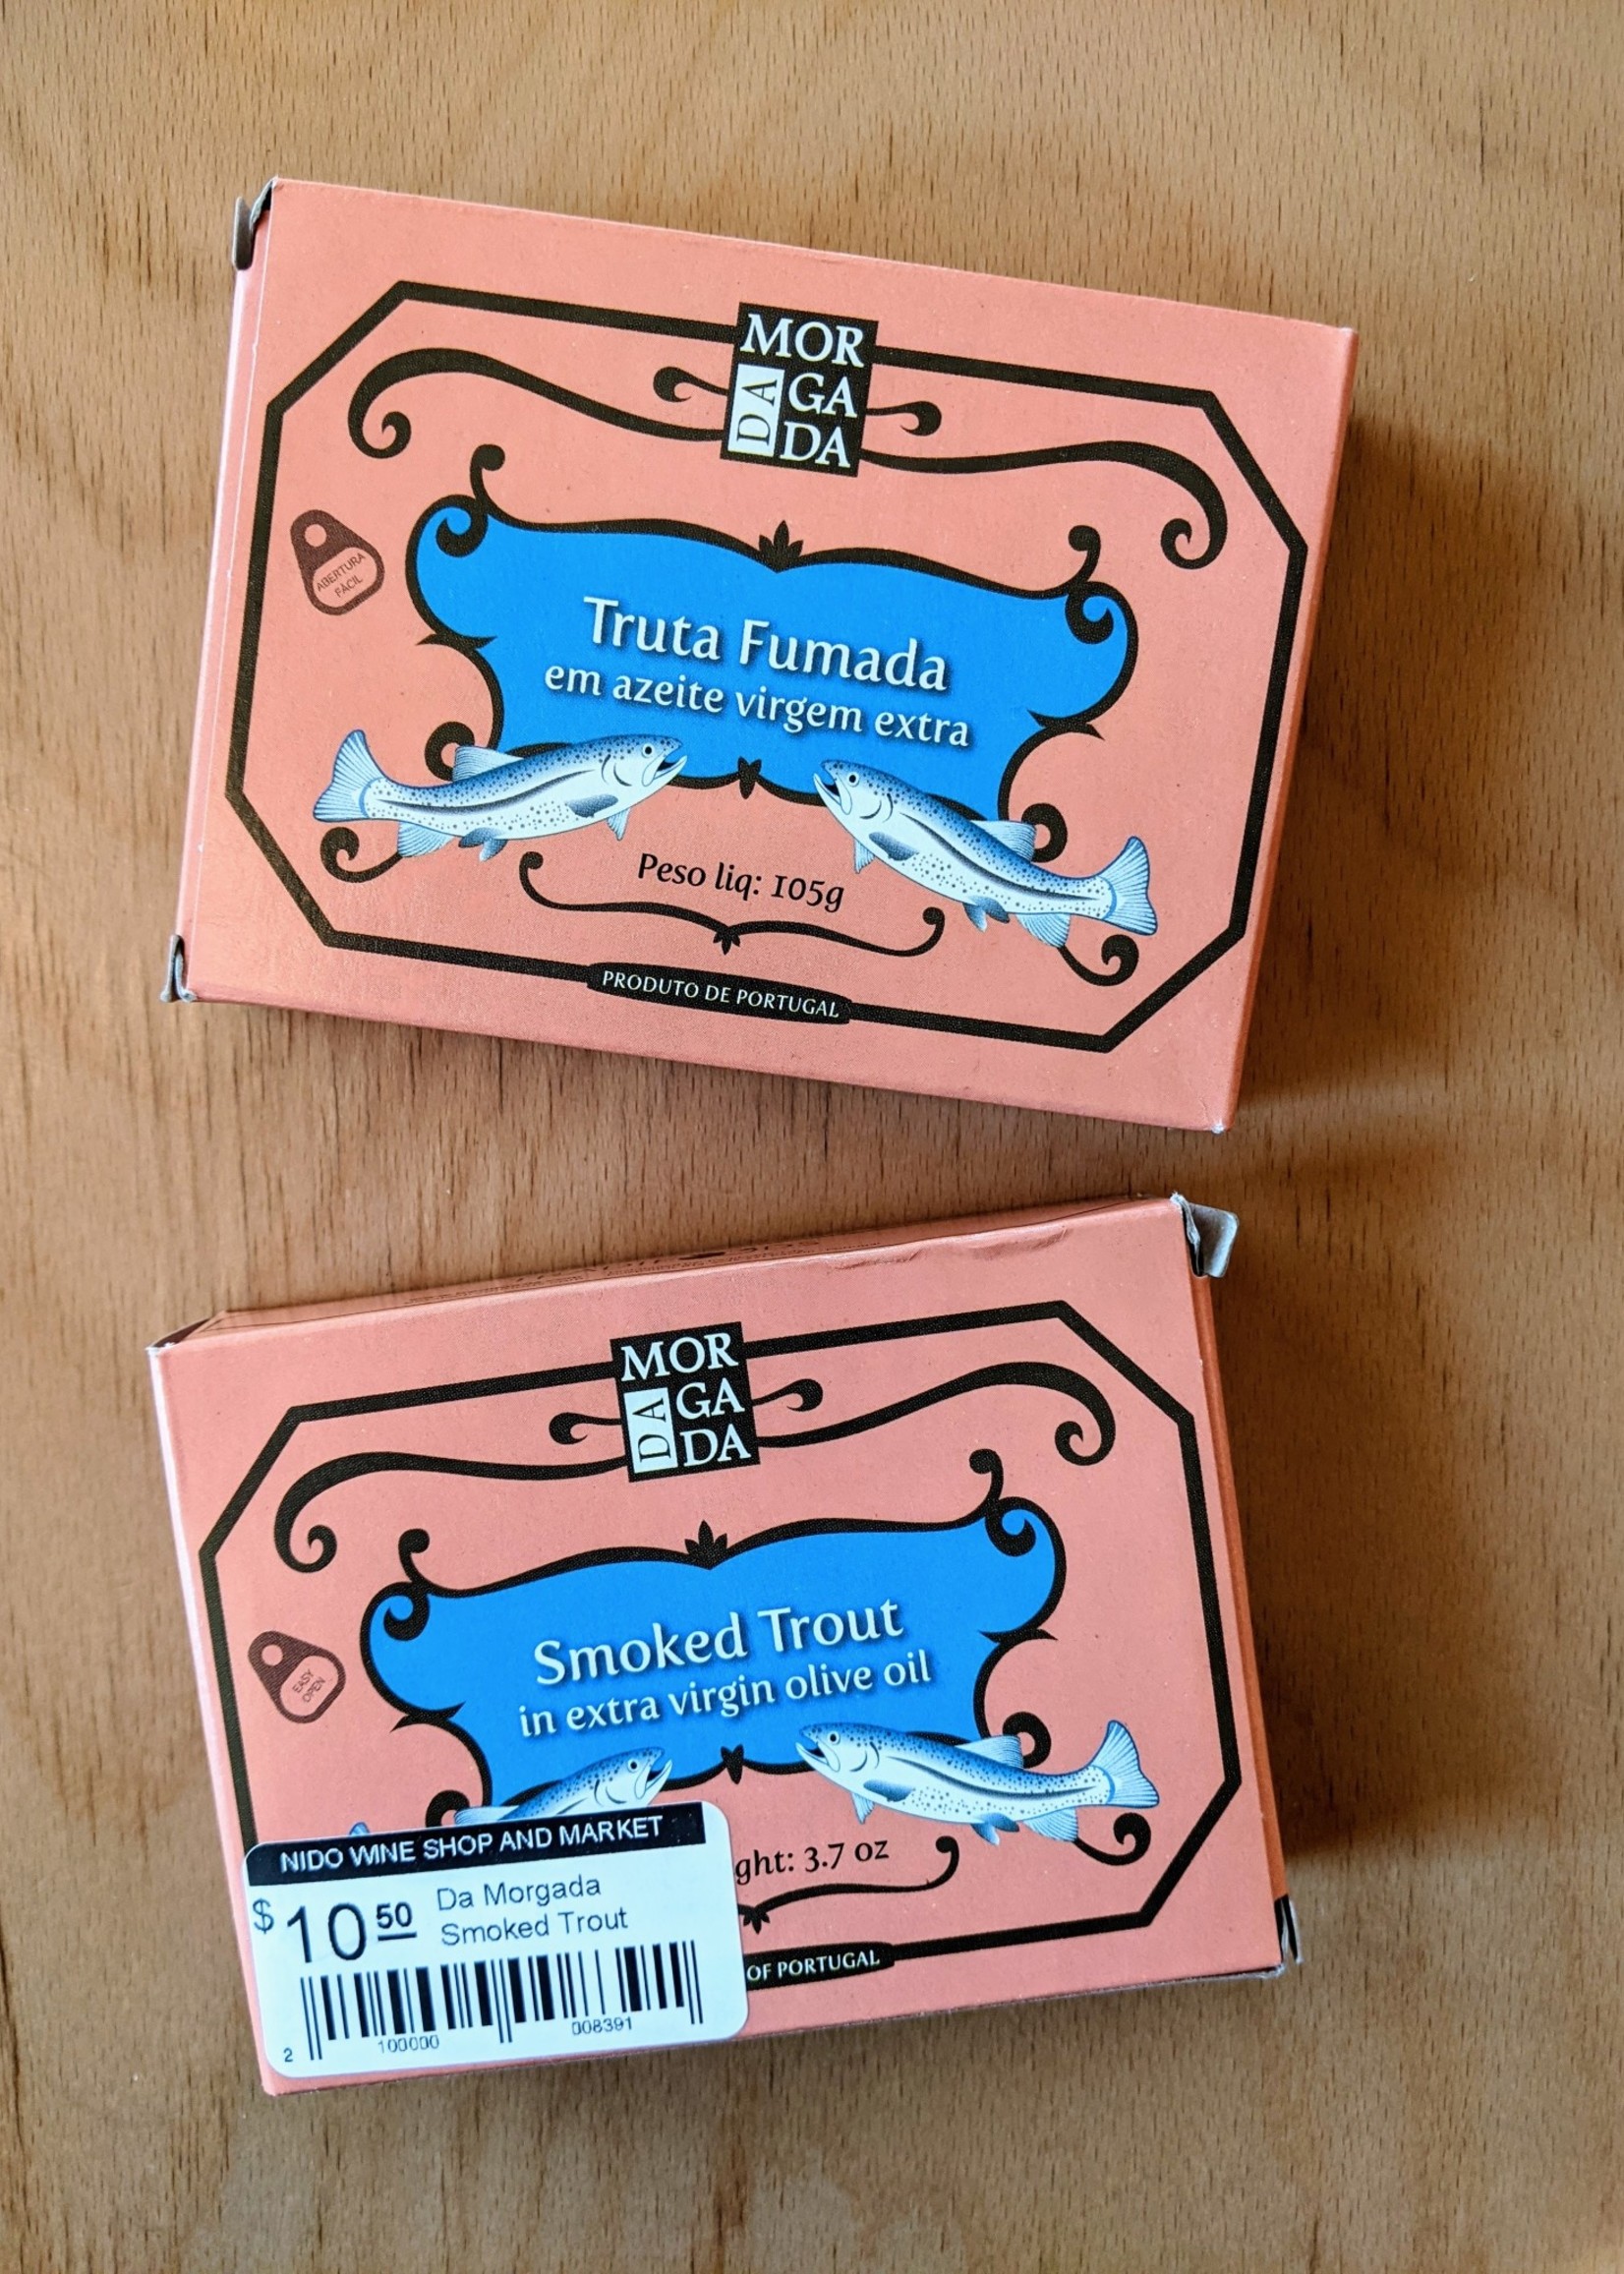 MOR
DA GA
DA
ABERTURA
FÁCIL
Truta Fumada
em azeite virgem extra
Peso liq: 105g
PRODUTO DE PORTUGAL
MOR
DA GA
DA
EASY
OPEN
Smoked Trout
in extra virgin olive oil
ght: 3.7 oz
OF PORTUGAL
NIDO WINE SHOP AND MARKET
$10.50 Da Morgada
Smoked Trout
2 100000 008391